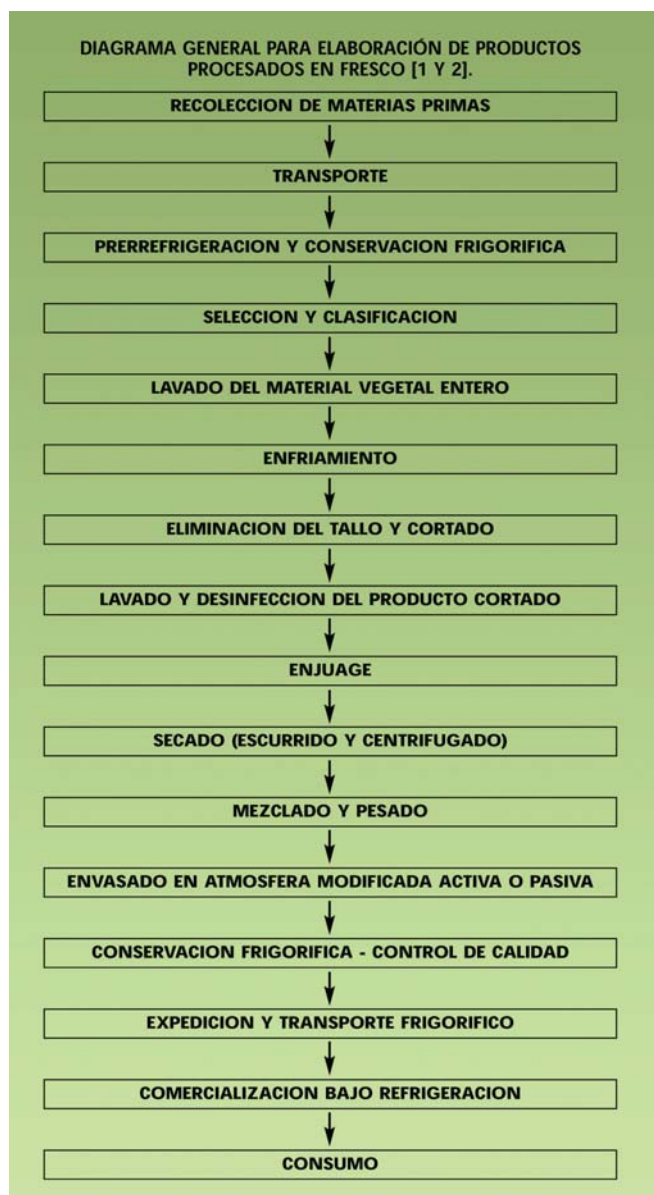 DIAGRAMA GENERAL PARA ELABORACIÓN DE PRODUCTOS
PROCESADOS EN FRESCO [1 Y 2].
RECOLECCION DE MATERIAS PRIMAS
TRANSPORTE
PRERREFRIGERACION Y CONSERVACION FRIGORIFICA
SELECCION Y CLASIFICACION
LAVADO DEL MATERIAL VEGETAL ENTERO
ENFRIAMIENTO
ELIMINACION DEL TALLO Y CORTADO
LAVADO Y DESINFECCION DEL PRODUCTO CORTADO
ENJUAGE
SECADO (ESCURRIDO Y CENTRIFUGADO)
MEZCLADO Y PESADO
ENVASADO EN ATMOSFERA MODIFICADA ACTIVA O PASIVA
CONSERVACION FRIGORIFICA - CONTROL DE CALIDAD
EXPEDICION Y TRANSPORTE FRIGORIFICO
COMERCIALIZACION BAJO REFRIGERACION
CONSUMO